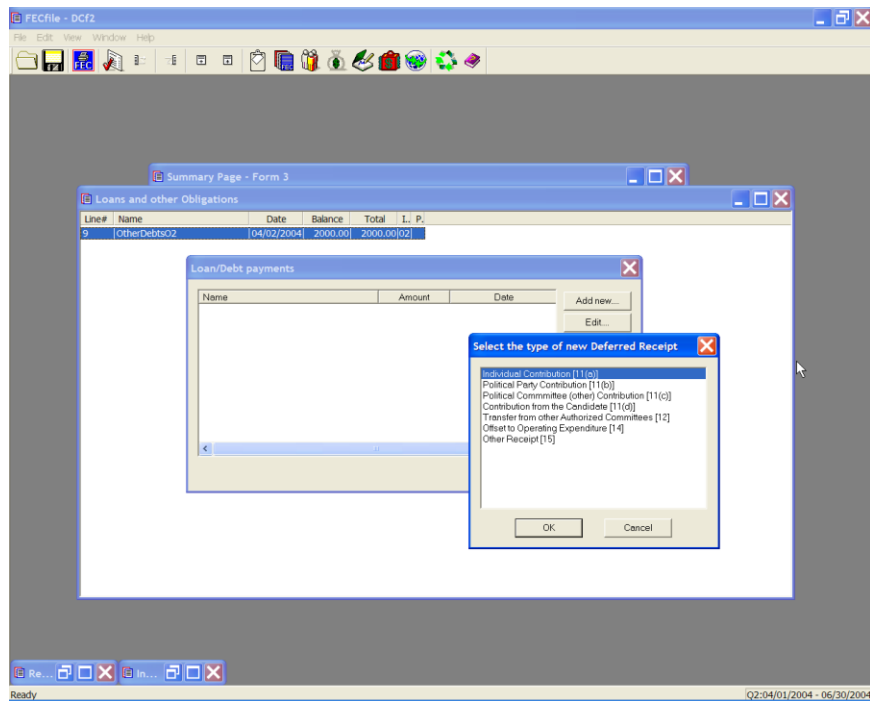 FECfile - DCf2
File Edit View Window Help
FEC
Summary Page - Form 3
Loans and other Obligations
Line# Name Date Balance Total I.. P.
9 OtherDebtsO2 04/02/2004 2000.00 2000.00 02
Loan/Debt payments
Name Amount Date
Add new...
Edit...
Select the type of new Deferred Receipt
Individual Contribution [11(a)]
Political Party Contribution [11(b)]
Political Commmittee (other) Contribution [11(c)]
Contribution from the Candidate [11(d)]
Transfer from other Authorized Committees [12]
Offset to Operating Expenditure [14]
Other Receipt [15]
OK Cancel
Re... In...
Ready Q2:04/01/2004 - 06/30/2004